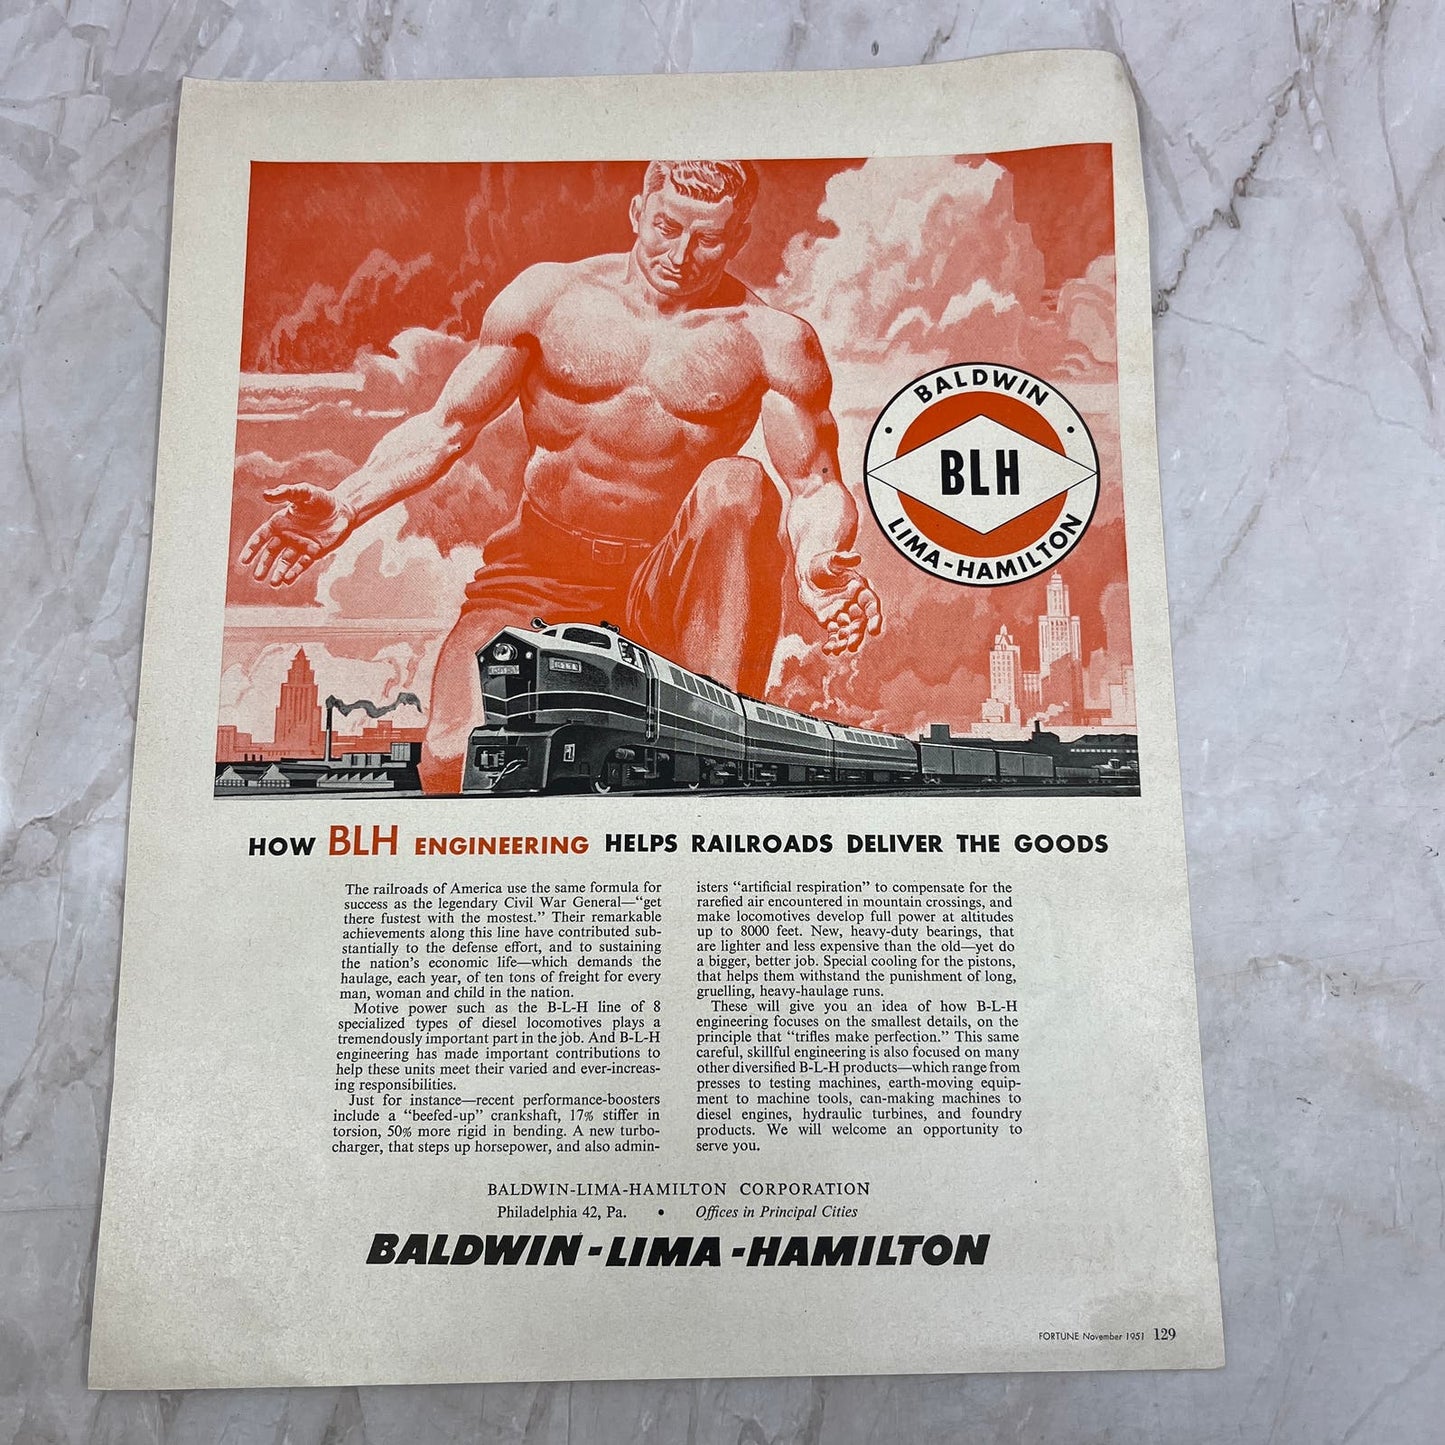 BALDWIN
BLH
LIMA-HAMILTON
HOW BLH ENGINEERING HELPS RAILROADS DELIVER THE GOODS
The railroads of America use the same formula for
success as the legendary Civil War General—“get
there fustest with the mostest.” Their remarkable
achievements along this line have contributed sub-
stantially to the defense effort, and to sustaining
the nation’s economic life—which demands the
haulage, each year, of ten tons of freight for every
man, woman and child in the nation.
Motive power such as the B-L-H line of 8
specialized types of diesel locomotives plays a
tremendously important part in the job. And B-L-H
engineering has made important contributions to
help these units meet their varied and ever-increas-
ing responsibilities.
Just for instance—recent performance-boosters
include a “beefed-up” crankshaft, 17% stiffer in
torsion, 50% more rigid in bending. A new turbo-
charger, that steps up horsepower, and also admin-
isters “artificial respiration” to compensate for the
rarefied air encountered in mountain crossings, and
make locomotives develop full power at altitudes
up to 8000 feet. New, heavy-duty bearings, that
are lighter and less expensive than the old—yet do
a bigger, better job. Special cooling for the pistons,
that helps them withstand the punishment of long,
gruelling, heavy-haulage runs.
These will give you an idea of how B-L-H
engineering focuses on the smallest details, on the
principle that “trifles make perfection.” This same
careful, skillful engineering is also focused on many
other diversified B-L-H products—which range from
presses to testing machines, earth-moving equip-
ment to machine tools, can-making machines to
diesel engines, hydraulic turbines, and foundry
products. We will welcome an opportunity to
serve you.
BALDWIN-LIMA-HAMILTON CORPORATION
Philadelphia 42, Pa. • Offices in Principal Cities
BALDWIN-LIMA-HAMILTON
FORTUNE November 1951 129